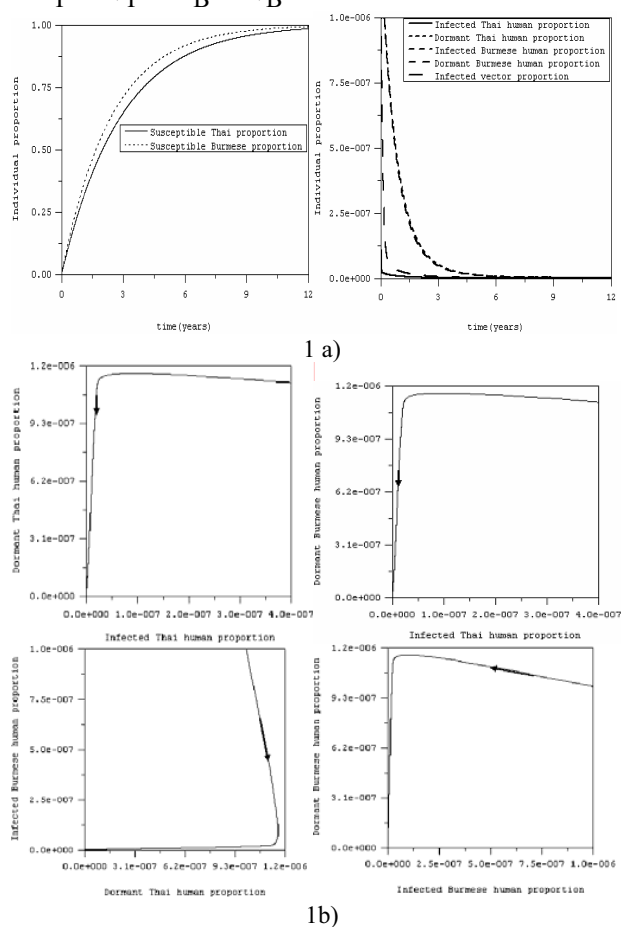 1.00
0.75
0.50
0.25
0.00
Individual proportion
Susceptible Thai proportion
Susceptible Burmese proportion
0 3 6 9 12
time(years)
1.0e-006
7.5e-007
5.0e-007
2.5e-007
0.0e+000
Individual proportion
Infected Thai human proportion
Dormant Thai human proportion
Infected Burmese human proportion
Dormant Burmese human proportion
Infected vector proportion
0 3 6 9 12
time(years)
1 a)
1.2e-006
9.3e-007
6.2e-007
3.1e-007
0.0e+000
Dormant Thai human proportion
0.0e+000 1.0e-007 2.0e-007 3.0e-007 4.0e-007
Infected Thai human proportion
1.2e-006
9.3e-007
6.2e-007
3.1e-007
0.0e+000
Dormant Burmese human proportion
0.0e+000 1.0e-007 2.0e-007 3.0e-007 4.0e-007
Infected Thai human proportion
1.0e-006
7.5e-007
5.0e-007
2.5e-007
0.0e+000
Infected Burmese human proportion
0.0e+000 3.1e-007 6.2e-007 9.3e-007 1.2e-006
Dormant Thai human proportion
1.2e-006
9.3e-007
6.2e-007
3.1e-007
0.0e+000
Dormant Burmese human proportion
0.0e+000 2.5e-007 5.0e-007 7.5e-007 1.0e-006
Infected Burmese human proportion
1b)